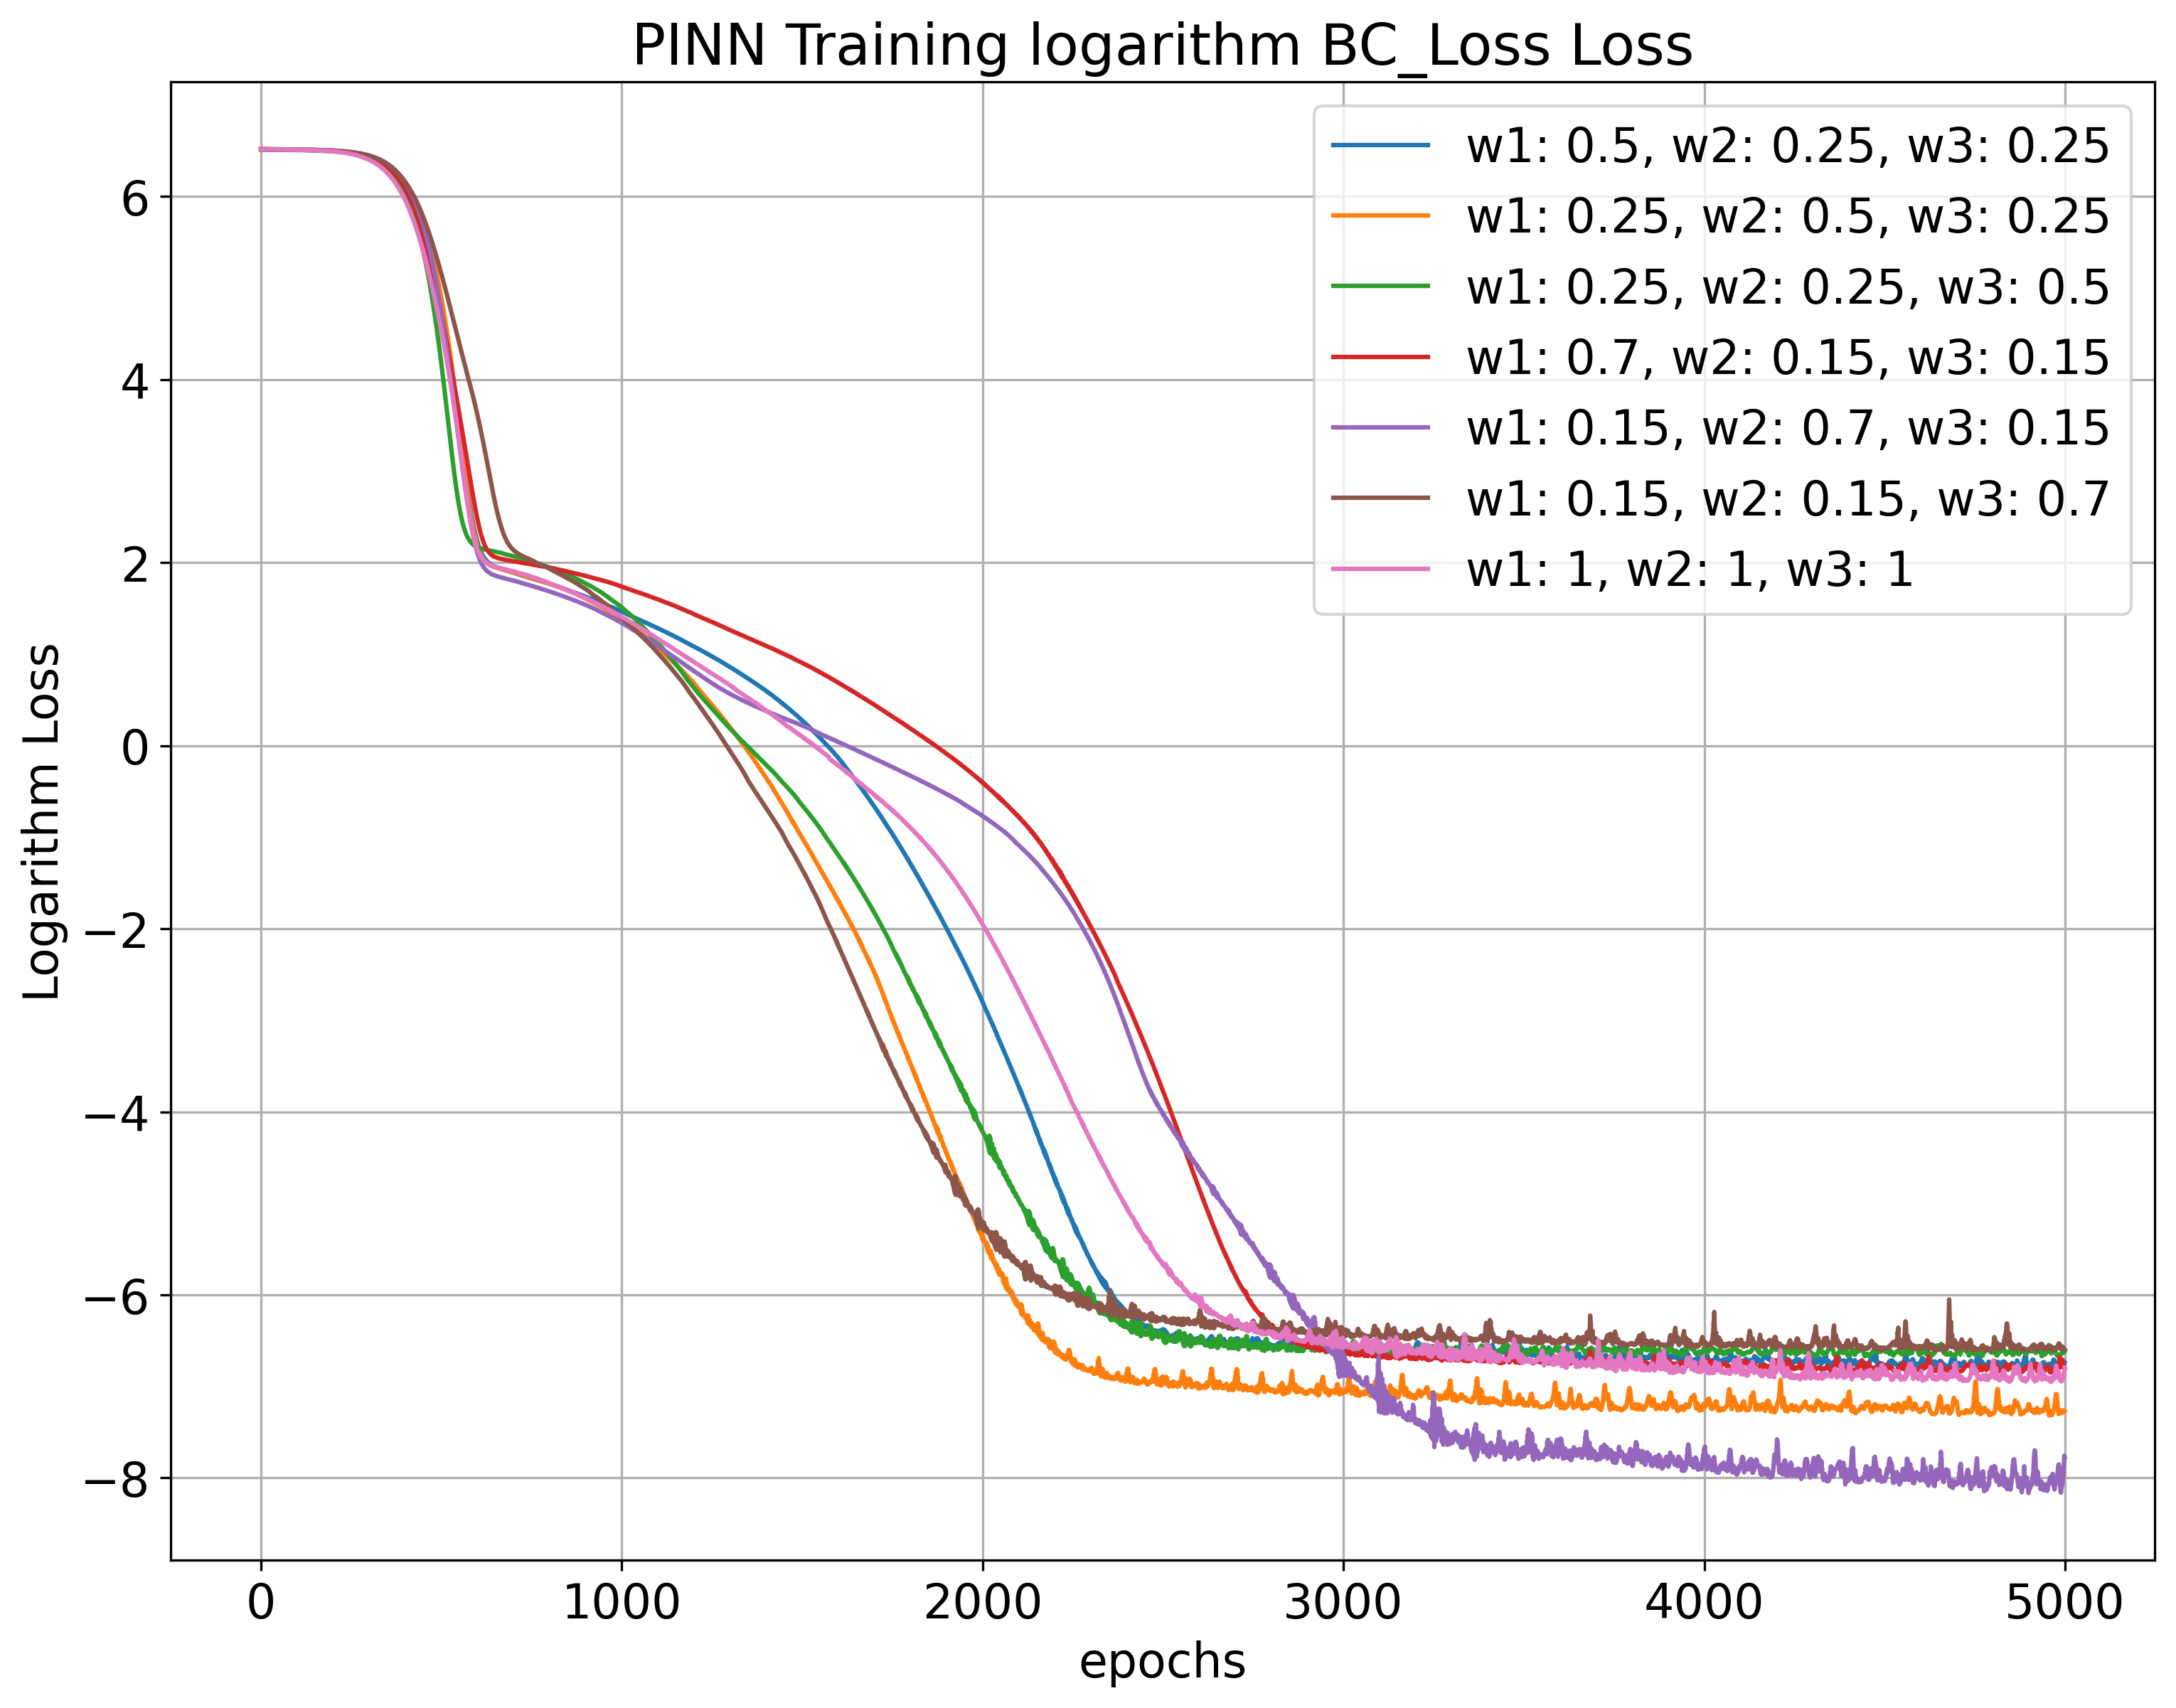 PINN Training logarithm BC_Loss Loss
w1: 0.5, w2: 0.25, w3: 0.25
w1: 0.25, w2: 0.5, w3: 0.25
w1: 0.25, w2: 0.25, w3: 0.5
w1: 0.7, w2: 0.15, w3: 0.15
w1: 0.15, w2: 0.7, w3: 0.15
w1: 0.15, w2: 0.15, w3: 0.7
w1: 1, w2: 1, w3: 1
Logarithm Loss
6
4
2
0
−2
−4
−6
−8
0 1000 2000 3000 4000 5000
epochs